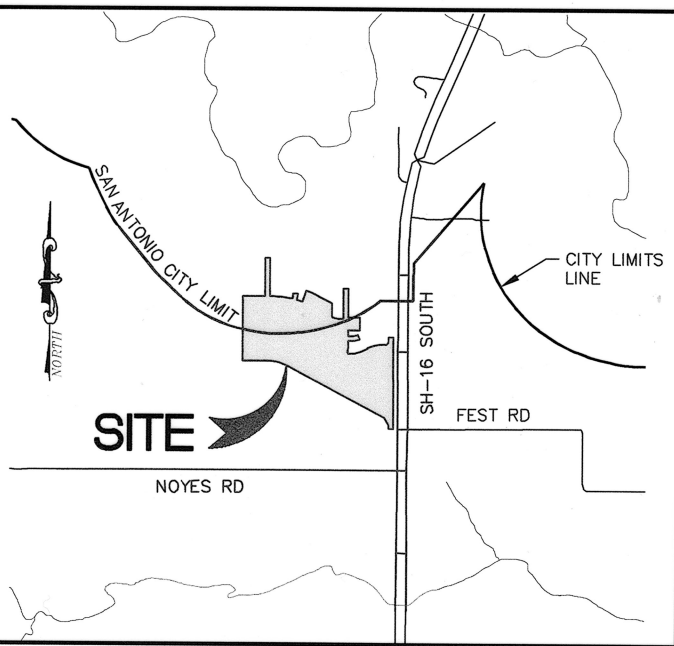 SAN ANTONIO CITY LIMIT
CITY LIMITS
LINE
NORTH
SH-16 SOUTH
SITE
FEST RD
NOYES RD